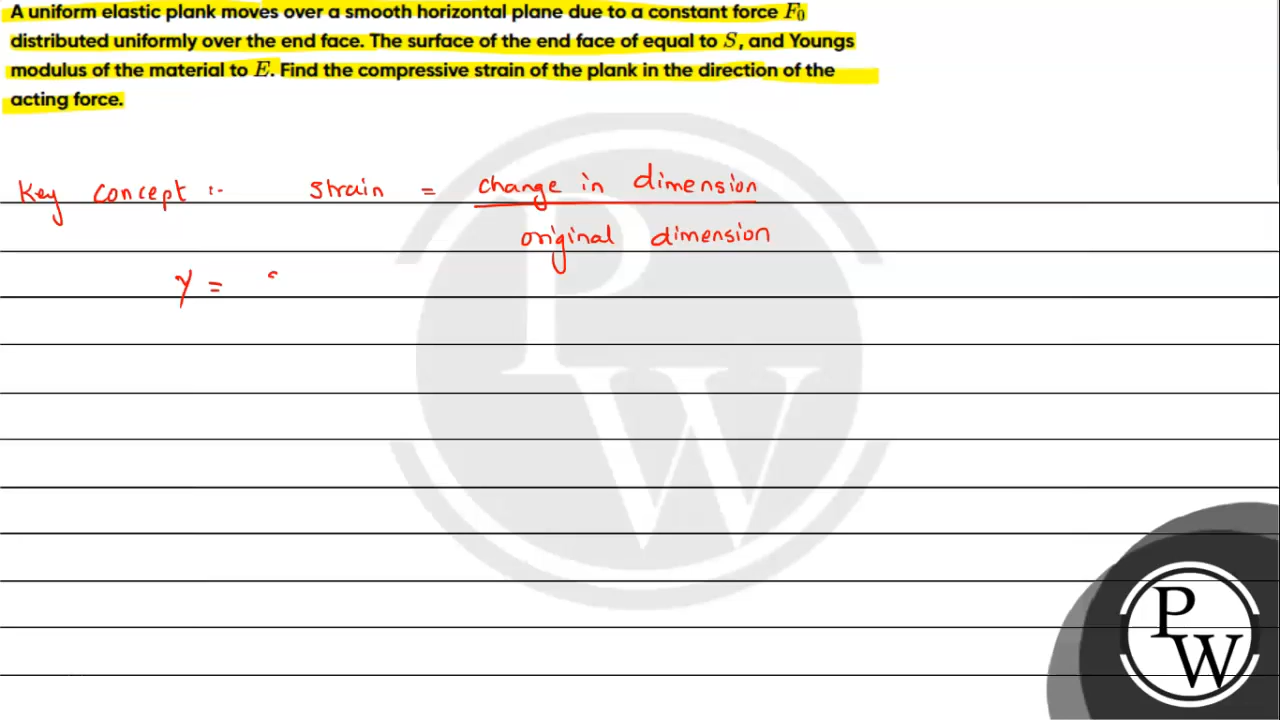 A uniform elastic plank moves over a smooth horizontal plane due to a constant force F₀
distributed uniformly over the end face. The surface of the end face of equal to S, and Youngs
modulus of the material to E. Find the compressive strain of the plank in the direction of the
acting force.
Key concept :- strain = change in dimension
original dimension
Y =
P
W
P
W